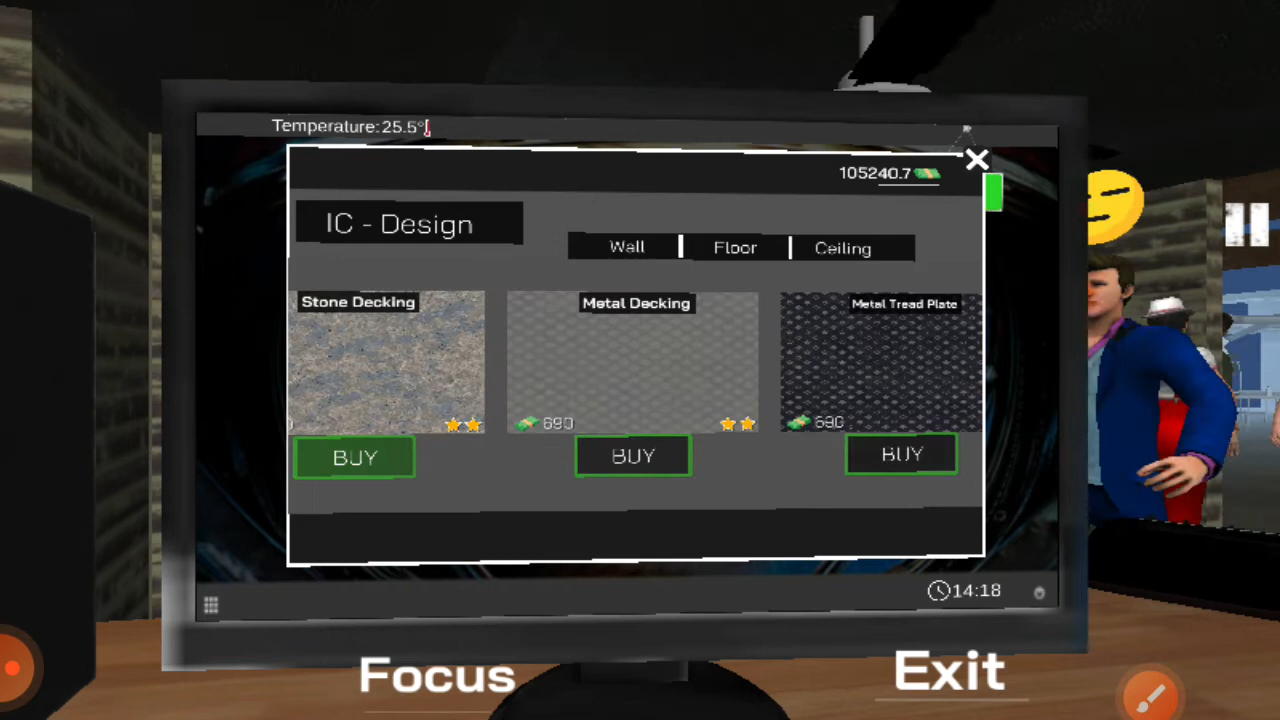 Temperature:25.5°
105240.7
IC - Design
Wall
Floor
Ceiling
Stone Decking
Metal Decking
Metal Tread Plate
690
690
BUY
BUY
BUY
14:18
Focus
Exit